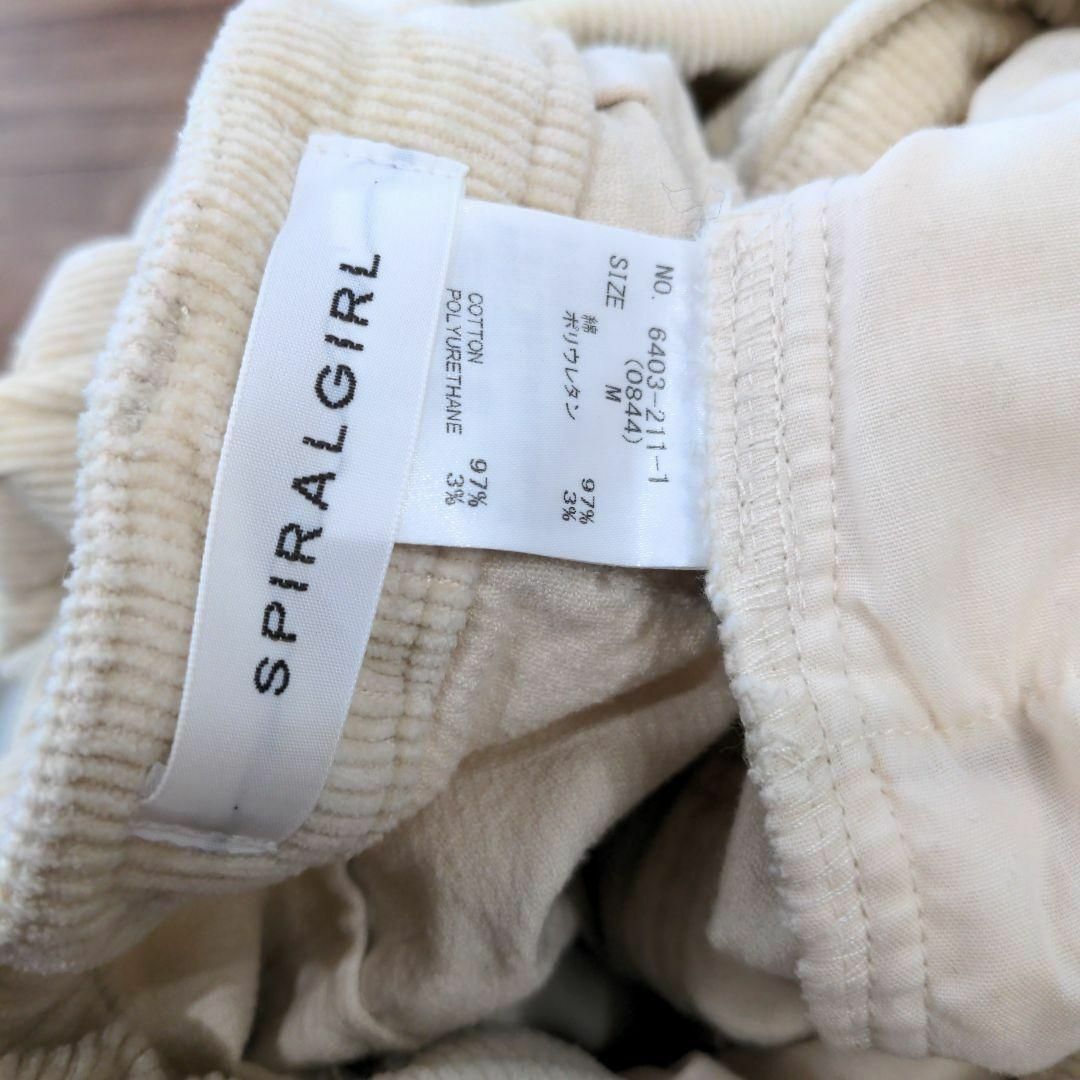 SPIRALGIRL
NO. 6403-211-1
(0844)
SIZE M
綿 97%
ポリウレタン 3%
COTTON 97%
POLYURETHANE 3%